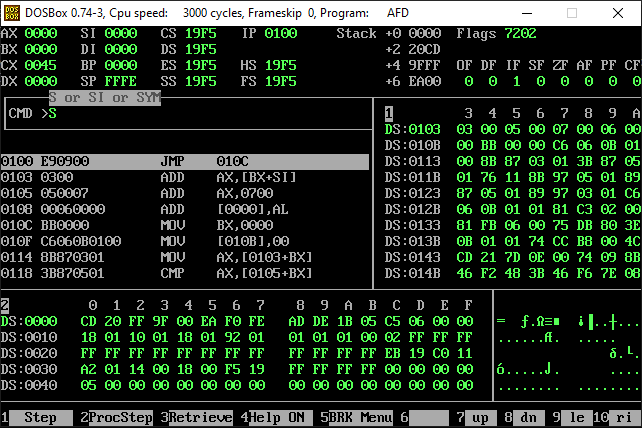 DOSBox 0.74-3, Cpu speed: 3000 cycles, Frameskip 0, Program: AFD
AX 0000 SI 0000 CS 19F5 IP 0100 Stack +0 0000 Flags 7202
BX 0000 DI 0000 DS 19F5 +2 20CD
CX 0045 BP 0000 ES 19F5 HS 19F5 +4 9FFF OF DF IF SF ZF AF PF CF
DX 0000 SP FFFE SS 19F5 FS 19F5 +6 EA00 0 0 1 0 0 0 0 0
S or SI or SYM
CMD >S
1 3 4 5 6 7 8 9 A
DS:0103 03 00 05 00 07 00 06 00
DS:010B 00 BB 00 00 C6 06 0B 01
0100 E90900 JMP 010C DS:0113 00 8B 87 03 01 3B 87 05
0103 0300 ADD AX,[BX+SI] DS:011B 01 76 11 8B 97 05 01 89
0105 050007 ADD AX,0700 DS:0123 87 05 01 89 97 03 01 C6
0108 00060000 ADD [0000],AL DS:012B 06 0B 01 01 81 C3 02 00
010C BB0000 MOV BX,0000 DS:0133 81 FB 06 00 75 DB 80 3E
010F C6060B0100 MOV [010B],00 DS:013B 0B 01 01 74 CC B8 00 4C
0114 8B870301 MOV AX,[0103+BX] DS:0143 CD 21 7D 0E 00 74 09 8B
0118 3B870501 CMP AX,[0105+BX] DS:014B 46 F2 48 3B 46 F6 7E 08
2 0 1 2 3 4 5 6 7 8 9 A B C D E F
DS:0000 CD 20 FF 9F 00 EA F0 FE AD DE 1B 05 C5 06 00 00
DS:0010 18 01 10 01 18 01 92 01 01 01 01 00 02 FF FF FF
DS:0020 FF FF FF FF FF FF FF FF FF FF FF FF EB 19 C0 11
DS:0030 A2 01 14 00 18 00 F5 19 FF FF FF FF 00 00 00 00
DS:0040 05 00 00 00 00 00 00 00 00 00 00 00 00 00 00 00
1 Step 2ProcStep 3Retrieve 4Help ON 5BRK Menu 6 7 up 8 dn 9 le 10 ri